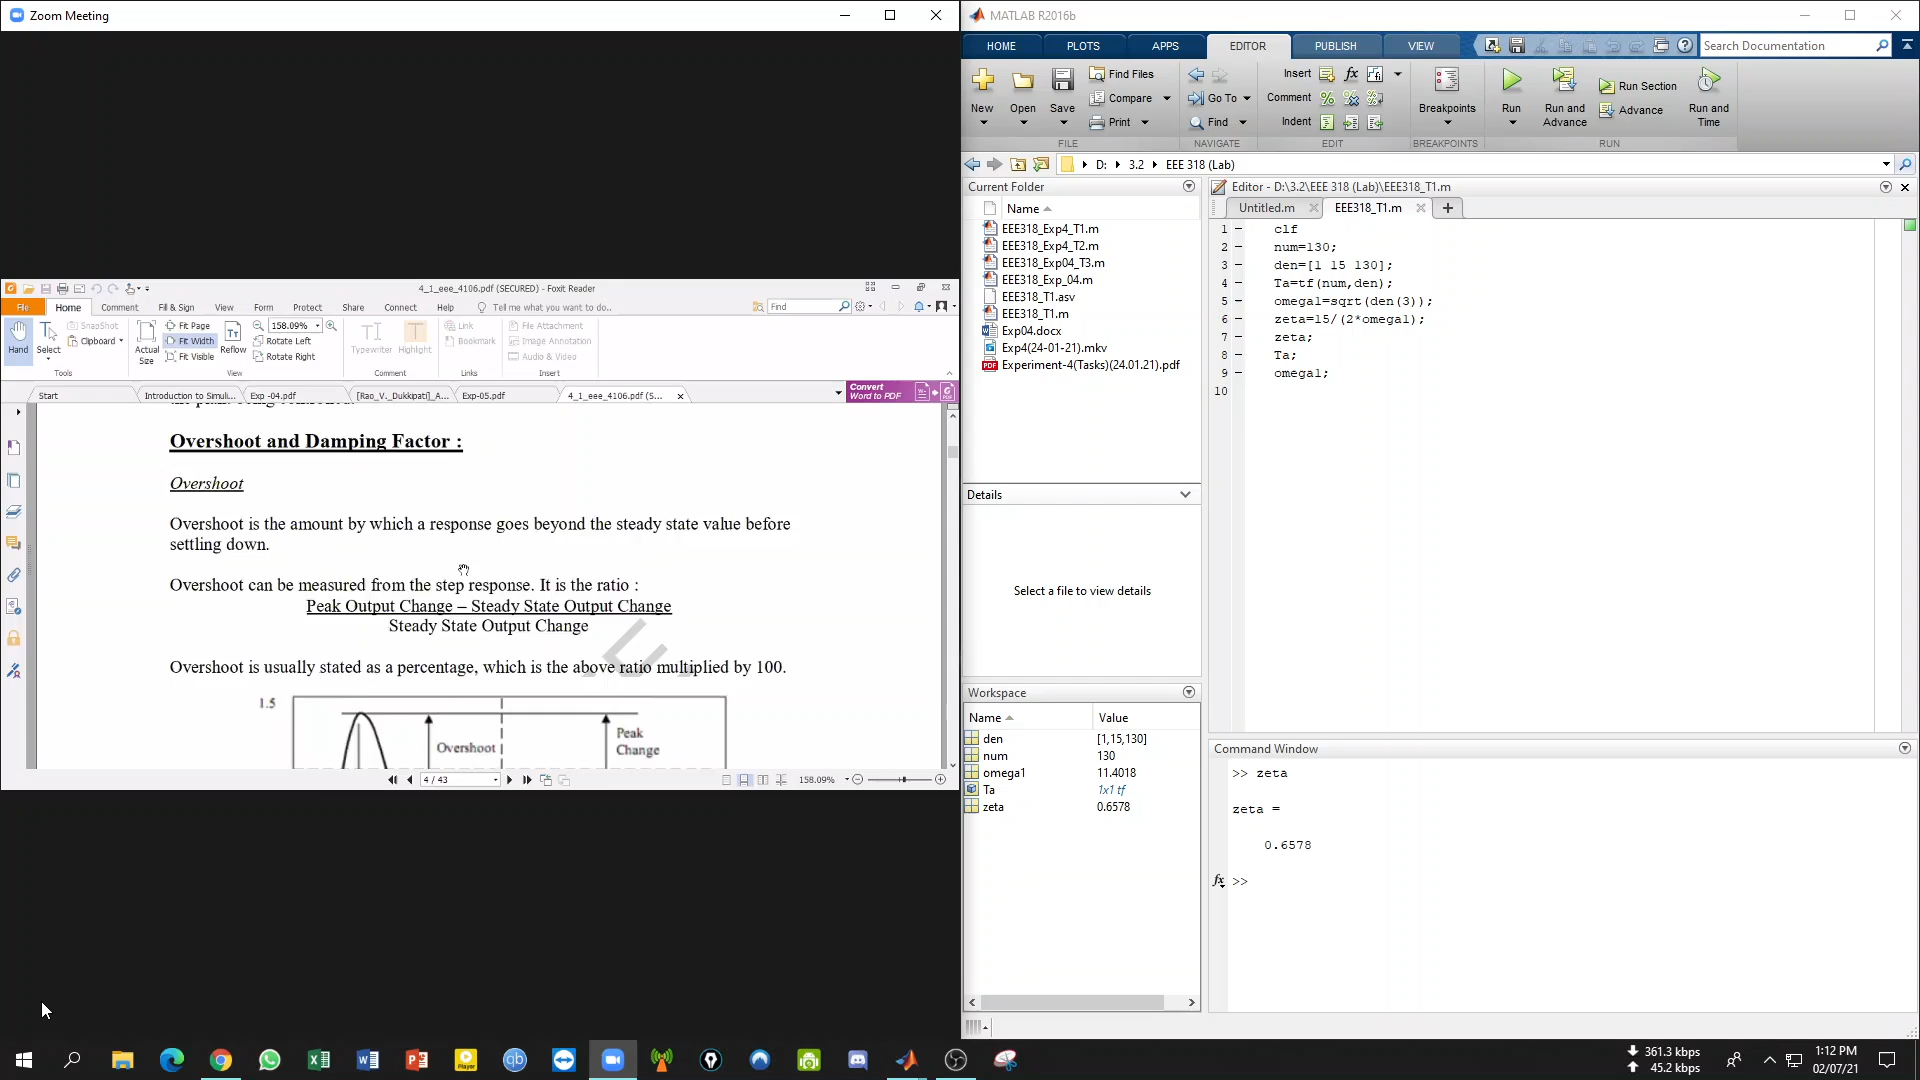 Zoom Meeting
4_1_eee_4106.pdf (SECURED) - Foxit Reader
File Home Comment Fill & Sign View Form Protect Share Connect Help Tell me what you want to do.. Find
Hand Select SnapShot Clipboard Actual Size Fit Page Fit Width Fit Visible Reflow 158.09% Rotate Left Rotate Right Typewriter Highlight Link Bookmark File Attachment Image Annotation Audio & Video
Tools View Comment Links Insert
Start Introduction to Simuli... Exp -04.pdf [Rao_V._Dukkipati]_A... Exp-05.pdf 4_1_eee_4106.pdf (S... Convert Word to PDF
Overshoot and Damping Factor :
Overshoot
Overshoot is the amount by which a response goes beyond the steady state value before
settling down.
Overshoot can be measured from the step response. It is the ratio :
Peak Output Change – Steady State Output Change
Steady State Output Change
Overshoot is usually stated as a percentage, which is the above ratio multiplied by 100.
1.5
Overshoot
Peak
Change
4 / 43 158.09%
MATLAB R2016b
HOME PLOTS APPS EDITOR PUBLISH VIEW Search Documentation
New Open Save Find Files Compare Print Go To Find Insert fx Comment Indent Breakpoints Run Run and Advance Run Section Advance Run and Time
FILE NAVIGATE EDIT BREAKPOINTS RUN
D: 3.2 EEE 318 (Lab)
Current Folder
Name
EEE318_Exp4_T1.m
EEE318_Exp4_T2.m
EEE318_Exp04_T3.m
EEE318_Exp_04.m
EEE318_T1.asv
EEE318_T1.m
Exp04.docx
Exp4(24-01-21).mkv
Experiment-4(Tasks)(24.01.21).pdf
Details
Select a file to view details
Workspace
Name Value
den [1,15,130]
num 130
omega1 11.4018
Ta 1x1 tf
zeta 0.6578
Editor - D:\3.2\EEE 318 (Lab)\EEE318_T1.m
Untitled.m EEE318_T1.m
1 clf
2 num=130;
3 den=[1 15 130];
4 Ta=tf(num,den);
5 omega1=sqrt(den(3));
6 zeta=15/(2*omega1);
7 zeta;
8 Ta;
9 omega1;
10
Command Window
>> zeta
zeta =
0.6578
fx >>
361.3 kbps
45.2 kbps
1:12 PM
02/07/21